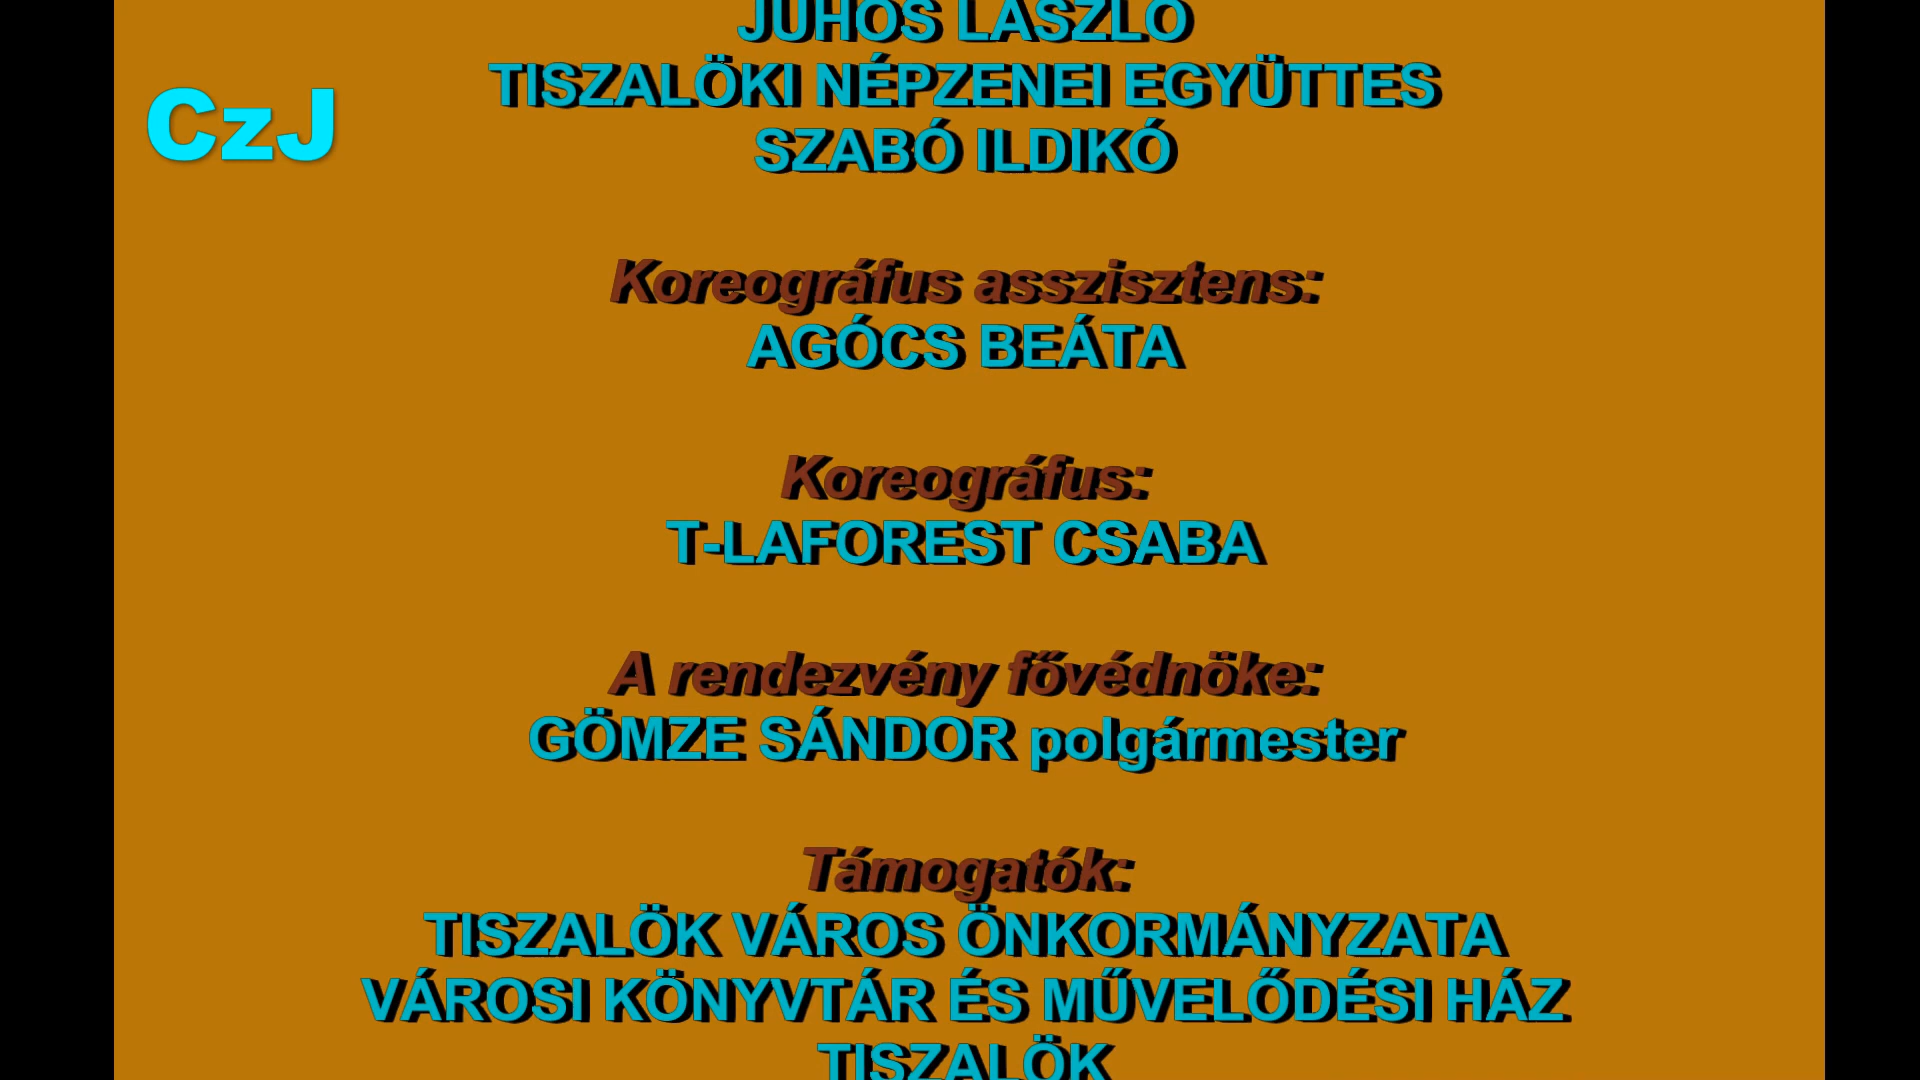 JUHOS LÁSZLÓ
TISZALÖKI NÉPZENEI EGYÜTTES
CzJ
SZABÓ ILDIKÓ
Koreográfus asszisztens:
AGÓCS BEÁTA
Koreográfus:
T-LAFOREST CSABA
A rendezvény fővédnöke:
GÖMZE SÁNDOR polgármester
Támogatók:
TISZALÖK VÁROS ÖNKORMÁNYZATA
VÁROSI KÖNYVTÁR ÉS MŰVELŐDÉSI HÁZ
TISZALÖK